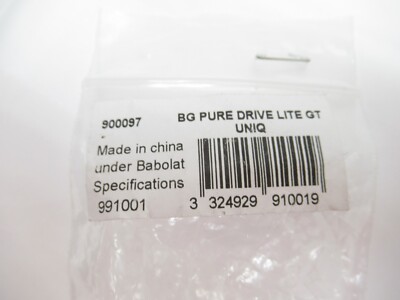 900097
BG PURE DRIVE LITE GT
UNIQ
-
Made in china
under Babolat
Specifications
991001
3 324929 910019